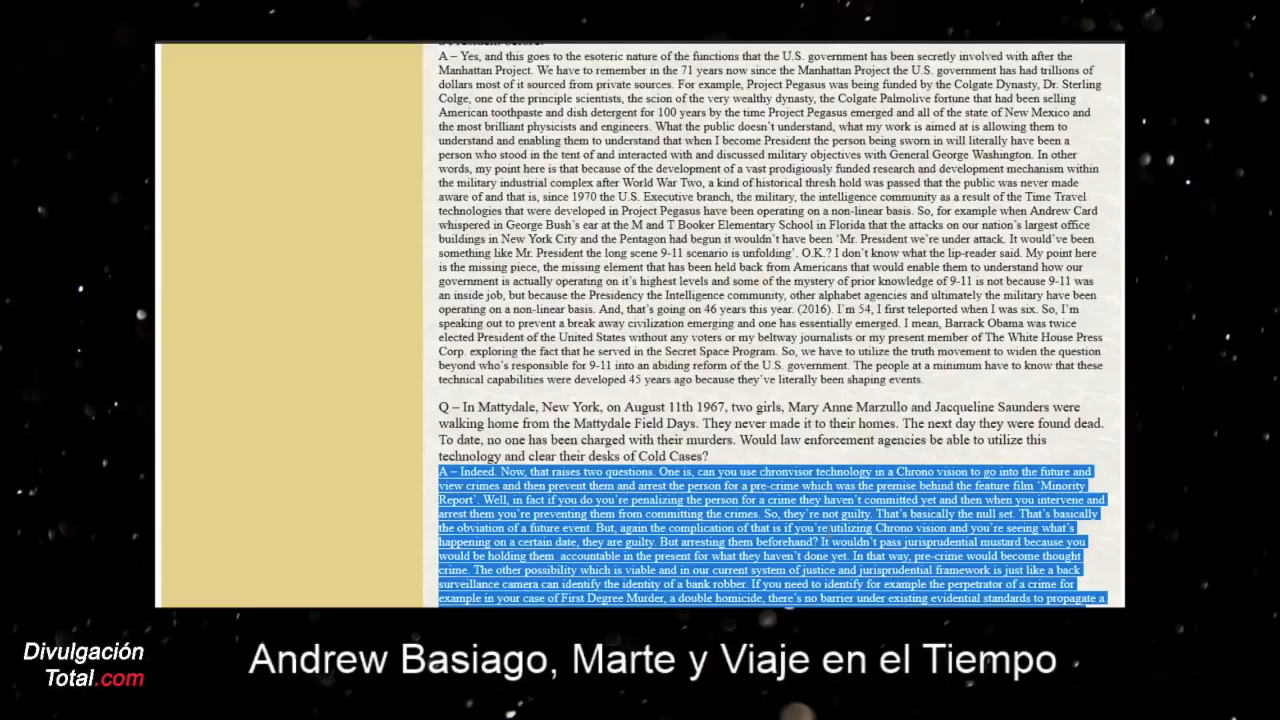 A – Yes, and this goes to the esoteric nature of the functions that the U.S. government has been secretly involved with after the
Manhattan Project. We have to remember in the 71 years now since the Manhattan Project the U.S. government has had trillions of
dollars most of it sourced from private sources. For example, Project Pegasus was being funded by the Colgate Dynasty, Dr. Sterling
Colge, one of the principle scientists, the scion of the very wealthy dynasty, the Colgate Palmolive fortune that had been selling
American toothpaste and dish detergent for 100 years by the time Project Pegasus emerged and all of the state of New Mexico and
the most brilliant physicists and engineers. What the public doesn't understand, what my work is aimed at is allowing them to
understand and enabling them to understand that when I become President the person being sworn in will literally have been a
person who stood in the tent of and interacted with and discussed military objectives with General George Washington. In other
words, my point here is that because of the development of a vast prodigiously funded research and development mechanism within
the military industrial complex after World War Two, a kind of historical thresh hold was passed that the public was never made
aware of and that is, since 1970 the U.S. Executive branch, the military, the intelligence community as a result of the Time Travel
technologies that were developed in Project Pegasus have been operating on a non-linear basis. So, for example when Andrew Card
whispered in George Bush's ear at the M and T Booker Elementary School in Florida that the attacks on our nation's largest office
buildings in New York City and the Pentagon had begun it wouldn't have been 'Mr. President we're under attack. It would've been
something like Mr. President the long scene 9-11 scenario is unfolding'. O.K.? I don't know what the lip-reader said. My point here
is the missing piece, the missing element that has been held back from Americans that would enable them to understand how our
government is actually operating on it's highest levels and some of the mystery of prior knowledge of 9-11 is not because 9-11 was
an inside job, but because the Presidency the Intelligence community, other alphabet agencies and ultimately the military have been
operating on a non-linear basis. And, that's going on 46 years this year. (2016). I'm 54, I first teleported when I was six. So, I'm
speaking out to prevent a break away civilization emerging and one has essentially emerged. I mean, Barrack Obama was twice
elected President of the United States without any voters or my beltway journalists or my present member of The White House Press
Corp. exploring the fact that he served in the Secret Space Program. So, we have to utilize the truth movement to widen the question
beyond who's responsible for 9-11 into an abiding reform of the U.S. government. The people at a minimum have to know that these
technical capabilities were developed 45 years ago because they've literally been shaping events.
Q – In Mattydale, New York, on August 11th 1967, two girls, Mary Anne Marzullo and Jacqueline Saunders were
walking home from the Mattydale Field Days. They never made it to their homes. The next day they were found dead.
To date, no one has been charged with their murders. Would law enforcement agencies be able to utilize this
technology and clear their desks of Cold Cases?
A – Indeed. Now, that raises two questions. One is, can you use chronvisor technology in a Chrono vision to go into the future and
view crimes and then prevent them and arrest the person for a pre-crime which was the premise behind the feature film 'Minority
Report'. Well, in fact if you do you're penalizing the person for a crime they haven't committed yet and then when you intervene and
arrest them you're preventing them from committing the crimes. So, they're not guilty. That's basically the null set. That's basically
the obviation of a future event. But, again the complication of that is if you're utilizing Chrono vision and you're seeing what's
happening on a certain date, they are guilty. But arresting them beforehand? It wouldn't pass jurisprudential mustard because you
would be holding them accountable in the present for what they haven't done yet. In that way, pre-crime would become thought
crime. The other possibility which is viable and in our current system of justice and jurisprudential framework is just like a back
surveillance camera can identify the identity of a bank robber. If you need to identify for example the perpetrator of a crime for
example in your case of First Degree Murder, a double homicide, there's no barrier under existing evidential standards to propagate a
Divulgación
Total.com
Andrew Basiago, Marte y Viaje en el Tiempo